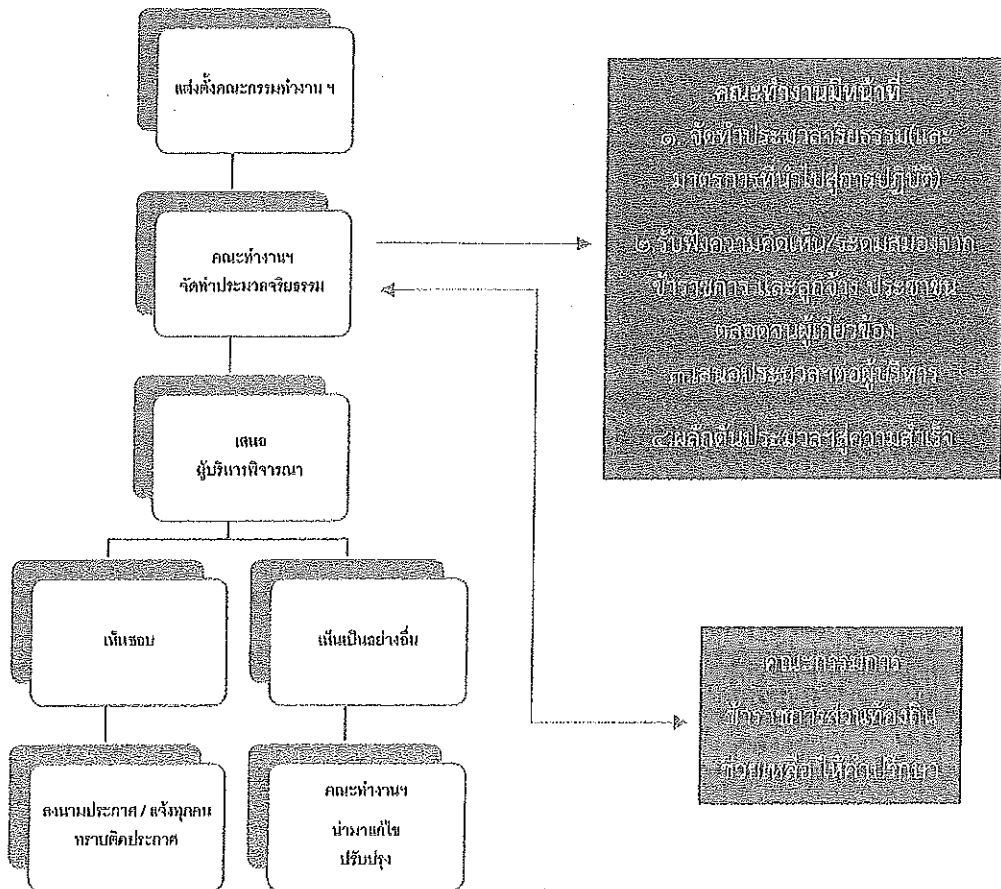 แต่งตั้งคณะกรรมทำงาน ฯ
คณะทำงานฯ
จัดทำประมวลจริยธรรม
เสนอ
ผู้บริหารพิจารณา
เห็นชอบ
เห็นเป็นอย่างอื่น
ลงนามประกาศ / แจ้งทุกคน
ทราบติดประกาศ
คณะทำงานฯ
นำมาแก้ไข
ปรับปรุง
คณะทำงานมีหน้าที่
๑. จัดทำประมวลจริยธรรม(และ
มาตรการที่นำไปสู่การปฏิบัติ)
๒.รับฟังความคิดเห็น/ระดมสมองจาก
ข้าราชการ และลูกจ้าง ประชาชน
ตลอดจนผู้เกี่ยวข้อง
๓.เสนอประมวลฯต่อผู้บริหาร
๔.ผลักดันประมวลฯสู่ความสำเร็จ
คณะกรรมการ
ข้าราชการส่วนท้องถิ่น
ช่วยเหลือ ให้คำปรึกษา